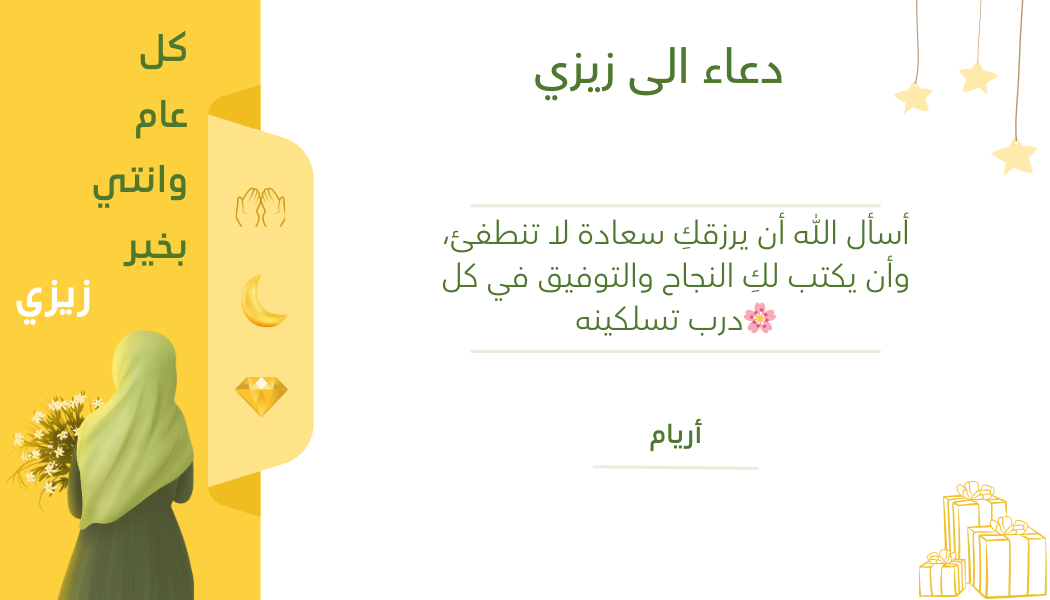 كل
عام
وانتي
بخير
زيزي
دعاء الى زيزي
أسأل الله أن يرزقكِ سعادة لا تنطفئ،
وأن يكتب لكِ النجاح والتوفيق في كل
🌸درب تسلكينه
أريام